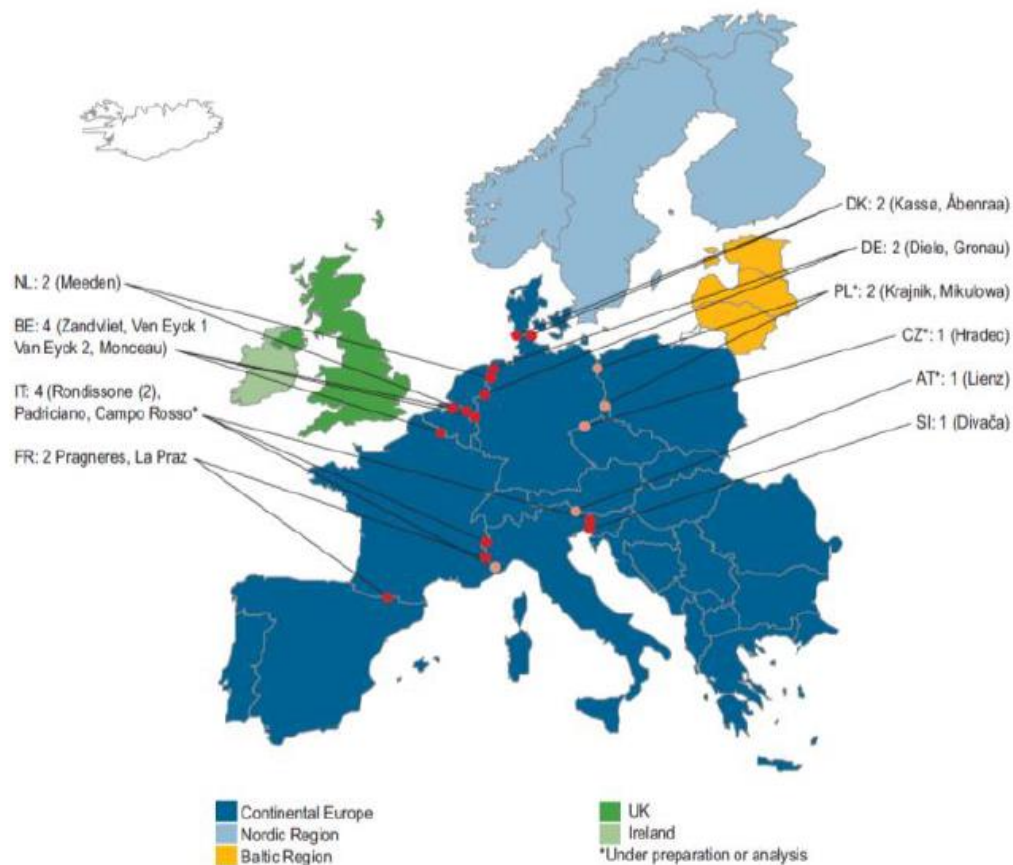 DK: 2 (Kassø, Åbenraa)
DE: 2 (Diele, Gronau)
NL: 2 (Meeden)
PL*: 2 (Krajnik, Mikulowa)
BE: 4 (Zandvliet, Ven Eyck 1
Van Eyck 2, Monceau)
CZ*: 1 (Hradec)
IT: 4 (Rondissone (2),
Padriciano, Campo Rosso*
AT*: 1 (Lienz)
SI: 1 (Divača)
FR: 2 Pragneres, La Praz
Continental Europe
Nordic Region
Baltic Region
UK
Ireland
*Under preparation or analysis